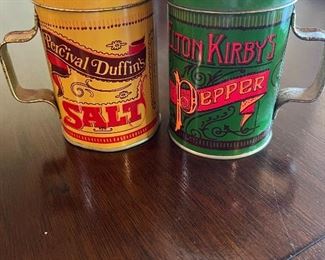 Percival Duffin's
SALT
LTON KIRBY'S
PEPPER